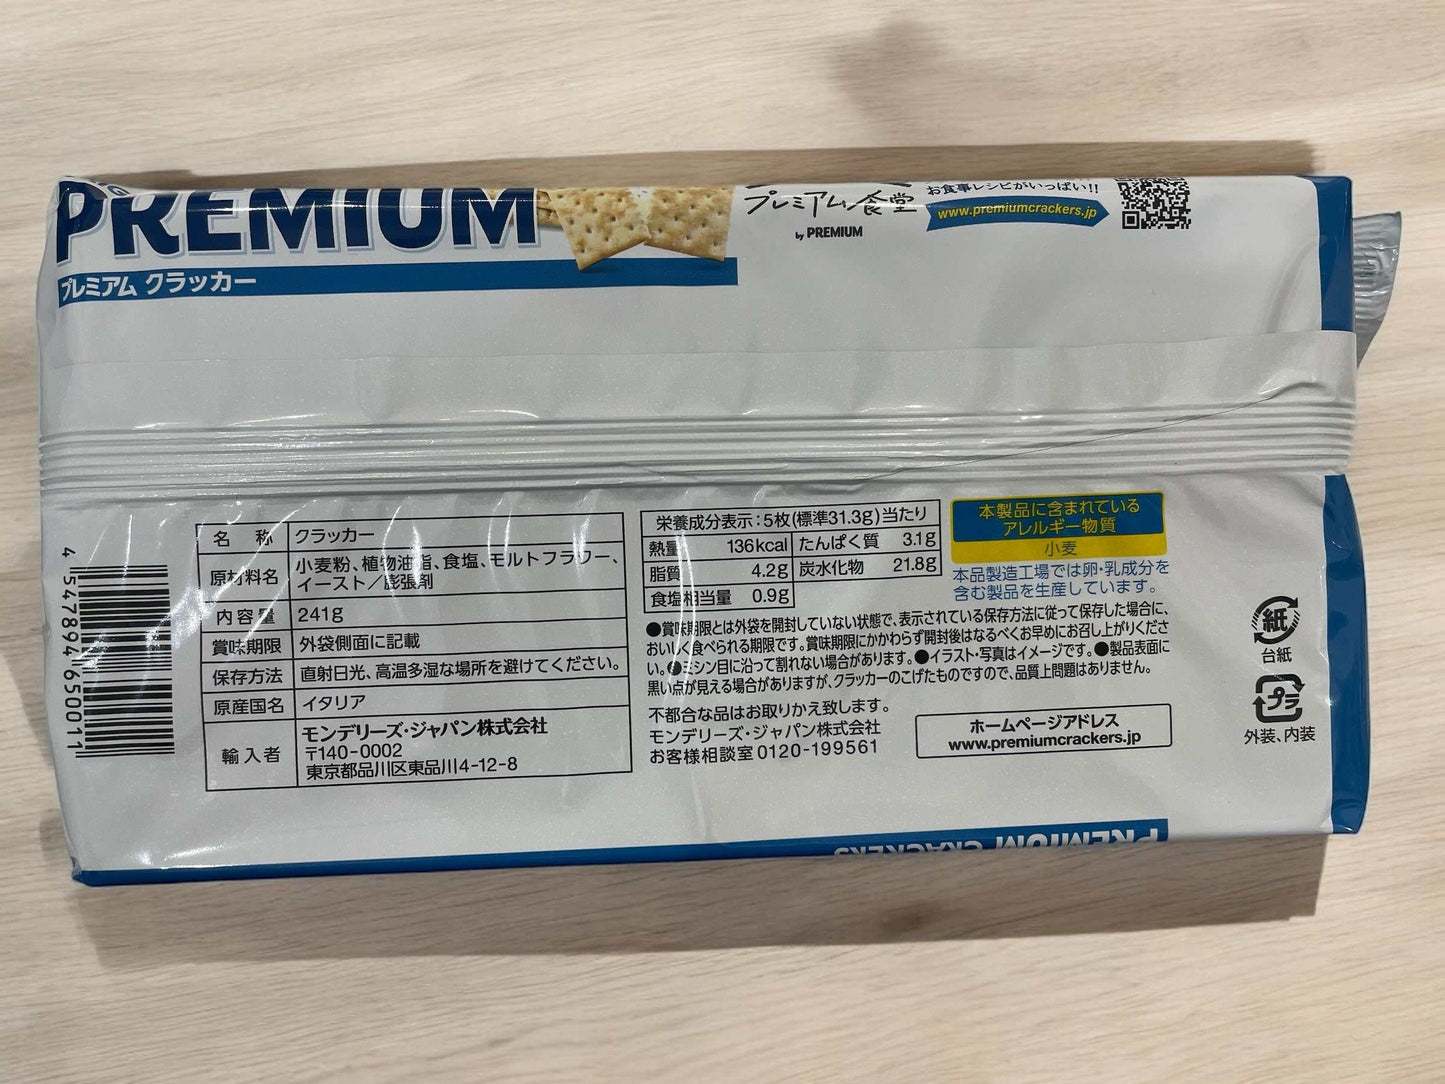 PREMIUM
プレミアム クラッカー
プレミアム食堂
by PREMIUM
お食事レシピがいっぱい!!
www.premiumcrackers.jp
名 称 クラッカー
原材料名 小麦粉、植物油脂、食塩、モルトフラワー、
イースト／膨張剤
内容量 241g
賞味期限 外袋側面に記載
保存方法 直射日光、高温多湿な場所を避けてください。
原産国名 イタリア
輸入者 モンデリーズ・ジャパン株式会社
〒140-0002
東京都品川区東品川4-12-8
4 547894 650011
栄養成分表示：5枚(標準31.3g)当たり
熱量 136kcal たんぱく質 3.1g
脂質 4.2g 炭水化物 21.8g
食塩相当量 0.9g
本製品に含まれている
アレルギー物質
小麦
本品製造工場では卵・乳成分を
含む製品を生産しています。
●賞味期限とは外袋を開封していない状態で、表示されている保存方法に従って保存した場合に、
おいしく食べられる期限です。賞味期限にかかわらず開封後はなるべくお早めにお召し上がりくださ
い。●ミシン目に沿って割れない場合があります。●イラスト・写真はイメージです。●製品表面に
黒い点が見える場合がありますが、クラッカーのこげたものですので、品質上問題はありません。
不都合な品はお取りかえ致します。
モンデリーズ・ジャパン株式会社
お客様相談室 0120-199561
ホームページアドレス
www.premiumcrackers.jp
紙
台紙
プラ
外装、内装
PREMIUM CRACKERS